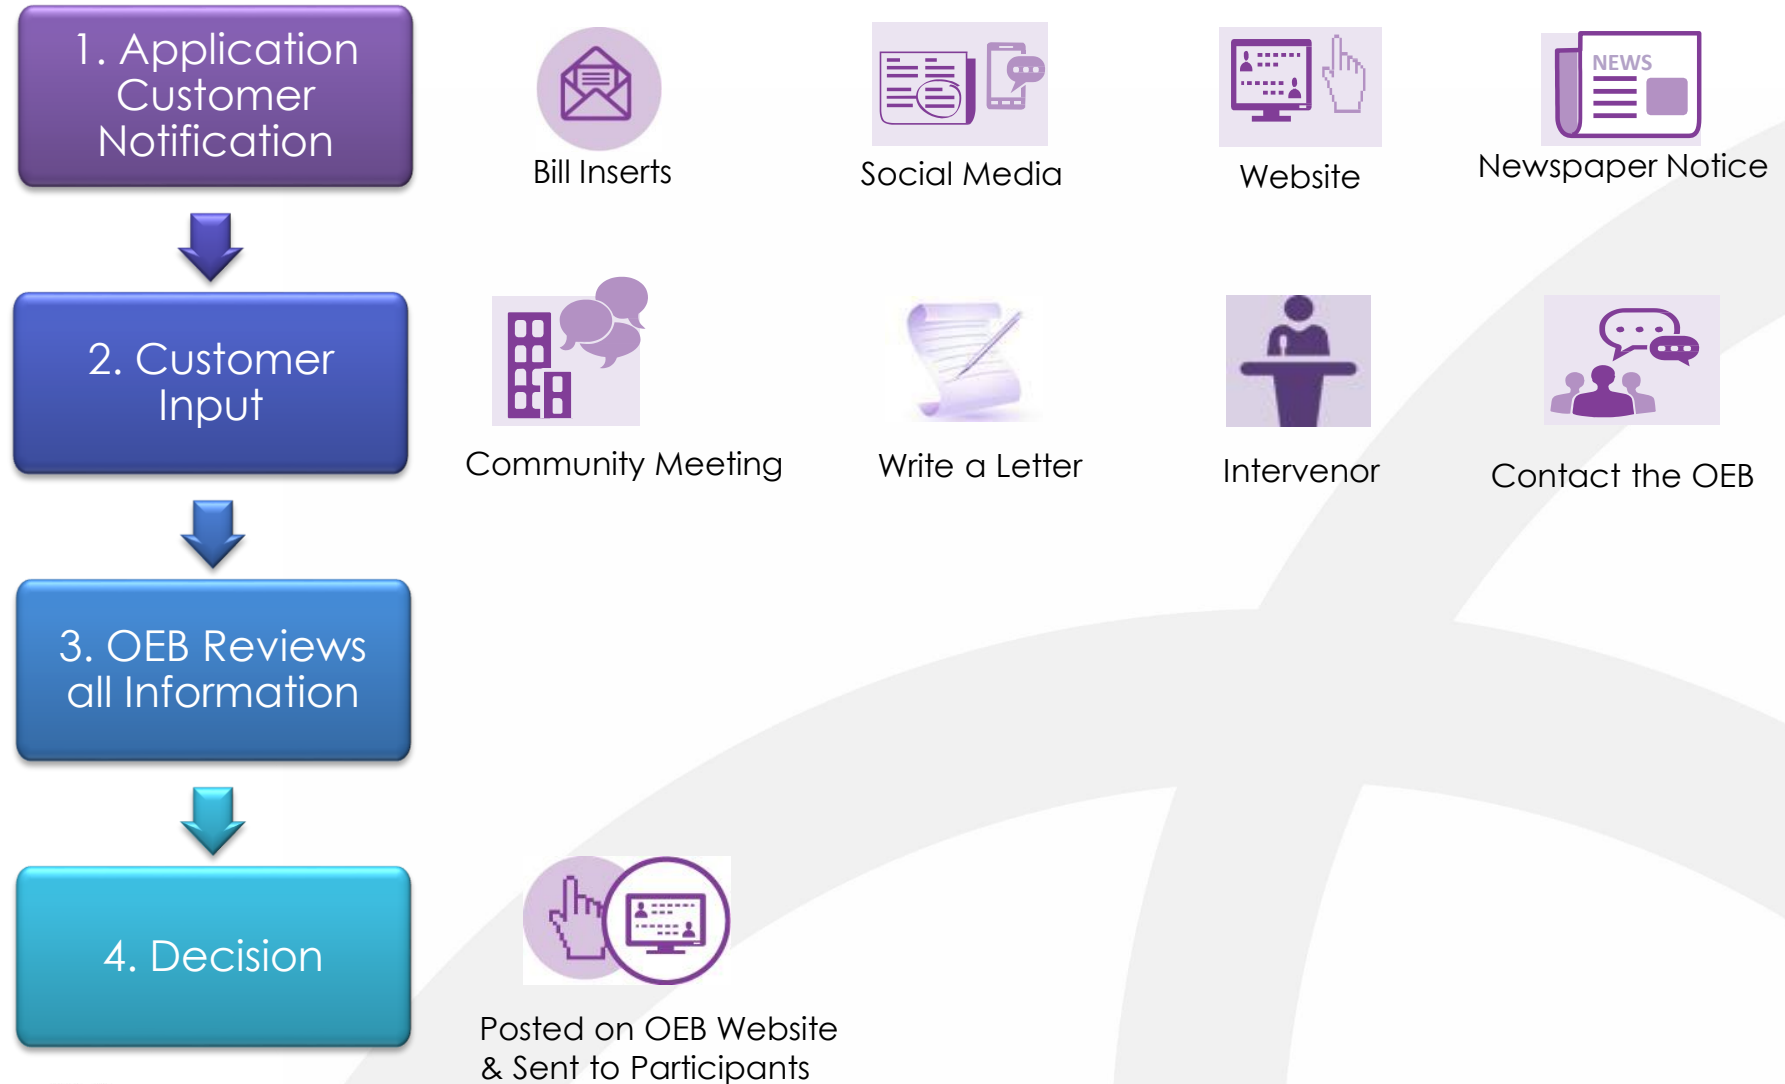 1. Application
Customer
Notification
Bill Inserts
Social Media
Website
NEWS
Newspaper Notice
2. Customer
Input
Community Meeting
Write a Letter
Intervenor
Contact the OEB
3. OEB Reviews
all Information
4. Decision
Posted on OEB Website
& Sent to Participants